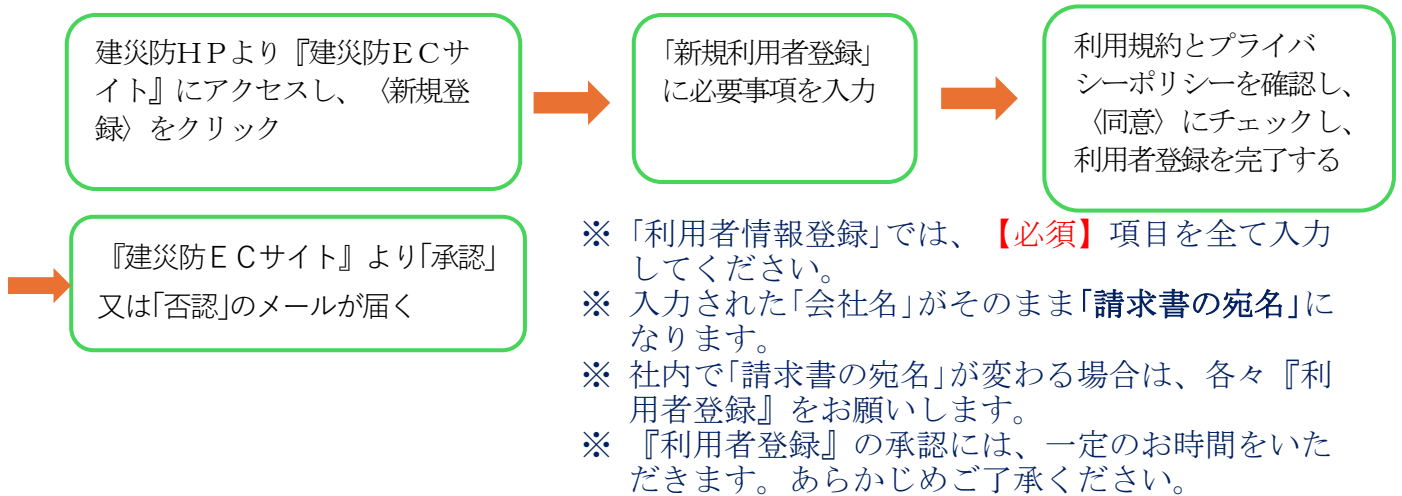 建災防ＨＰより『建災防ＥＣサ
イト』にアクセスし、〈新規登
録〉をクリック
「新規利用者登録」
に必要事項を入力
利用規約とプライバ
シーポリシーを確認し、
〈同意〉にチェックし、
利用者登録を完了する
『建災防ＥＣサイト』より「承認」
又は「否認」のメールが届く
※「利用者情報登録」では、【必須】項目を全て入力
してください。
※ 入力された「会社名」がそのまま「請求書の宛名」に
なります。
※ 社内で「請求書の宛名」が変わる場合は、各々『利
用者登録』をお願いします。
※ 『利用者登録』の承認には、一定のお時間をいた
だきます。あらかじめご了承ください。